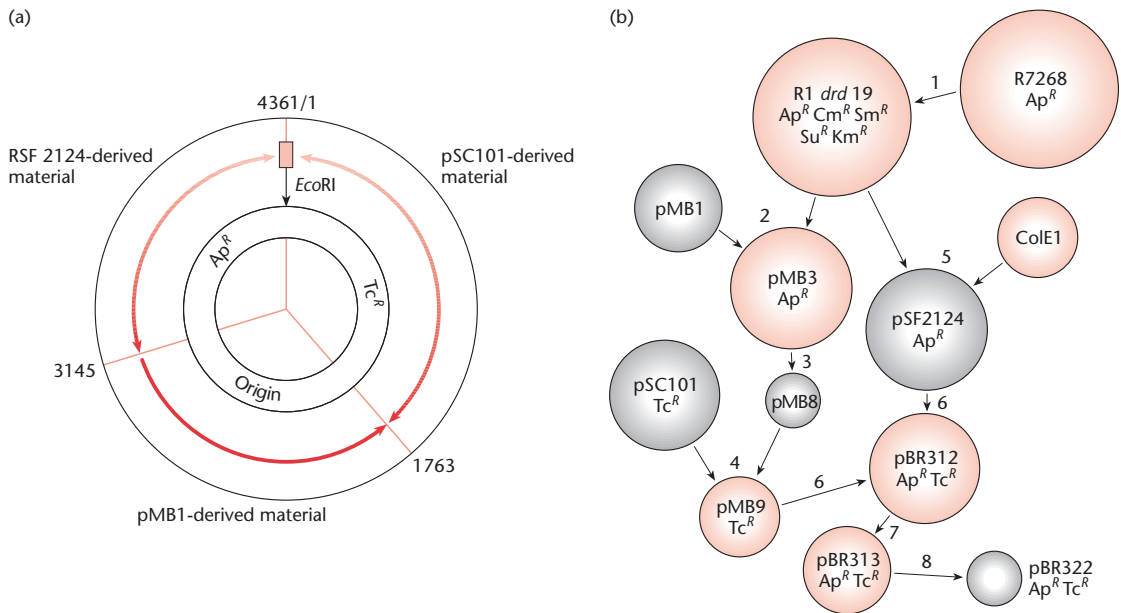 (a)
4361/1
RSF 2124-derived
material
pSC101-derived
material
EcoRI
Ap^R
Tc^R
Origin
3145
1763
pMB1-derived material
(b)
R1 drd 19
Ap^R Cm^R Sm^R
Su^R Km^R
1
R7268
Ap^R
pMB1
2
pMB3
Ap^R
ColE1
5
pSF2124
Ap^R
3
pSC101
Tc^R
pMB8
6
4
pMB9
Tc^R
6
pBR312
Ap^R Tc^R
7
pBR313
Ap^R Tc^R
8
pBR322
Ap^R Tc^R